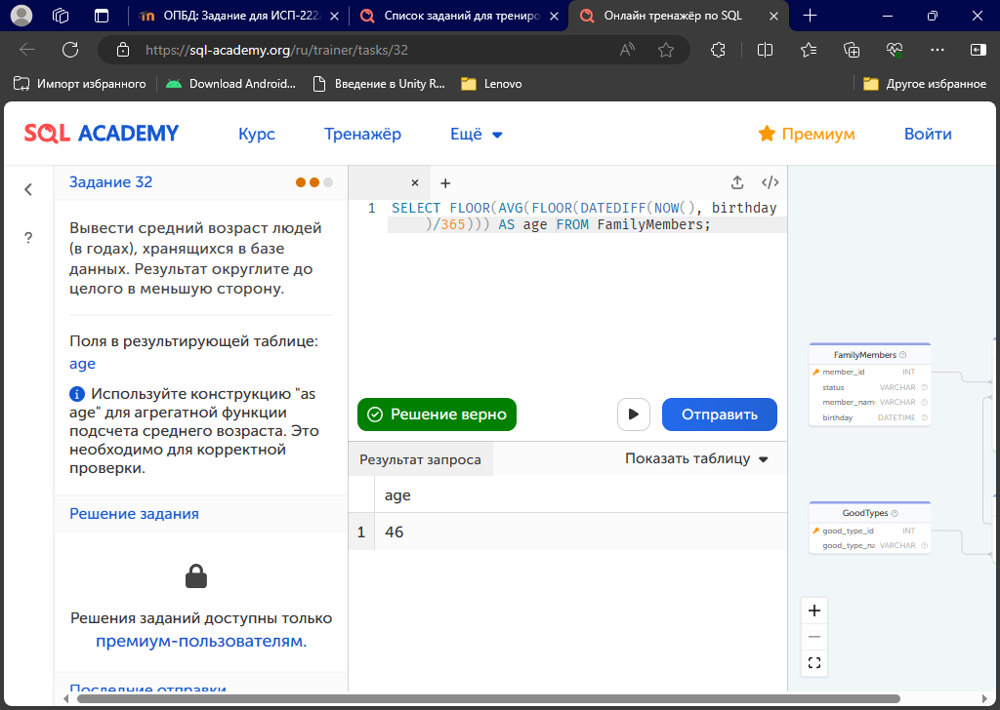 ОПБД: Задание для ИСП-222
Список заданий для трениро
Онлайн тренажёр по SQL
https://sql-academy.org/ru/trainer/tasks/32
Импорт избранного
Download Android...
Введение в Unity R...
Lenovo
Другое избранное
SQL ACADEMY
Курс
Тренажёр
Ещё
Премиум
Войти
Задание 32
Вывести средний возраст людей
(в годах), хранящихся в базе
данных. Результат округлите до
целого в меньшую сторону.
Поля в результирующей таблице:
age
Используйте конструкцию "as
age" для агрегатной функции
подсчета среднего возраста. Это
необходимо для корректной
проверки.
Решение задания
Решения заданий доступны только
премиум-пользователям.
Последние отправки
1 SELECT FLOOR(AVG(FLOOR(DATEDIFF(NOW(), birthday
)/365))) AS age FROM FamilyMembers;
Решение верно
Отправить
Результат запроса
Показать таблицу
age
1 46
FamilyMembers
member_id INT
status VARCHAR
member_nam VARCHAR
birthday DATETIME
GoodTypes
good_type_id INT
good_type_na VARCHAR